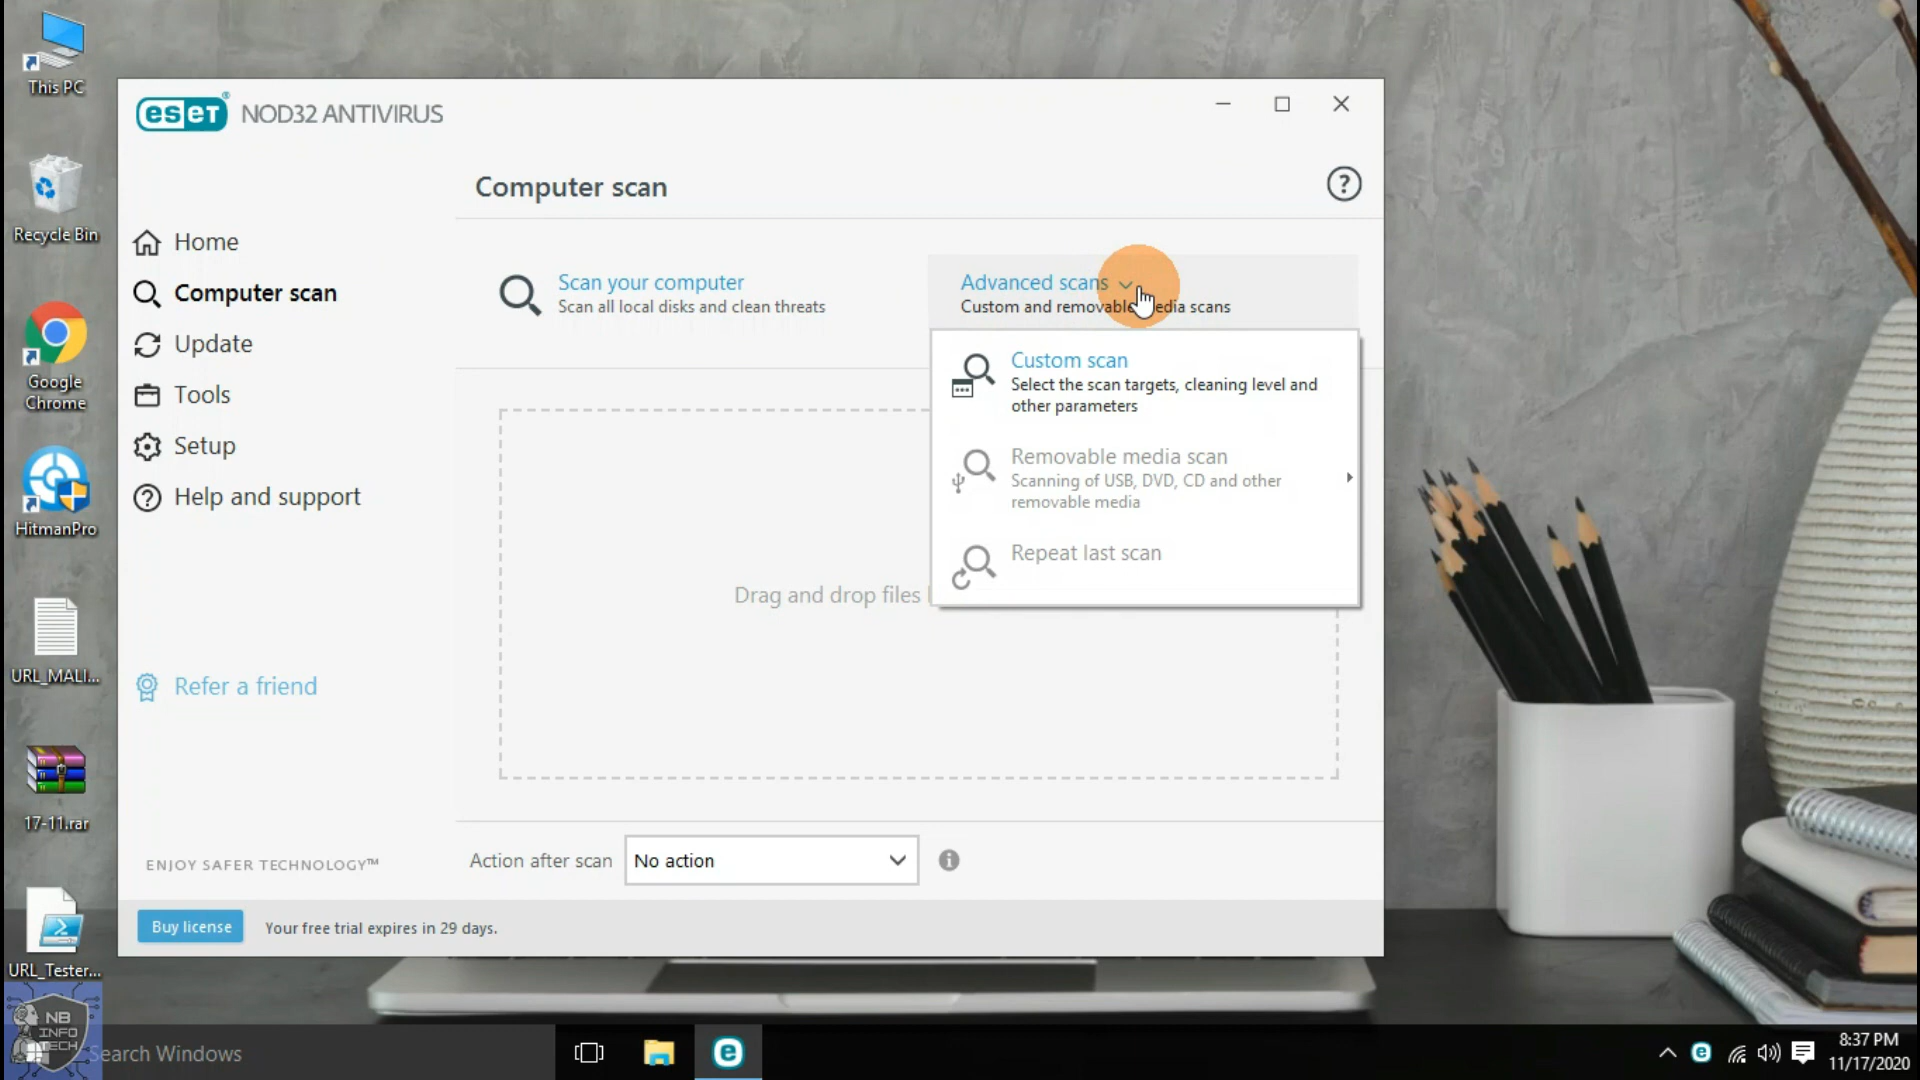 This PC
Recycle Bin
Google
Chrome
HitmanPro
URL_MALI...
17-11.rar
URL_Tester...
NB
INFO
TECH
eset®
NOD32 ANTIVIRUS
Computer scan
?
Home
Computer scan
Update
Tools
Setup
Help and support
Refer a friend
ENJOY SAFER TECHNOLOGY™
Scan your computer
Scan all local disks and clean threats
Advanced scans
Custom and removable media scans
Custom scan
Select the scan targets, cleaning level and
other parameters
Removable media scan
Scanning of USB, DVD, CD and other
removable media
Repeat last scan
Drag and drop files
Action after scan
No action
Buy license
Your free trial expires in 29 days.
Search Windows
8:37 PM
11/17/2020